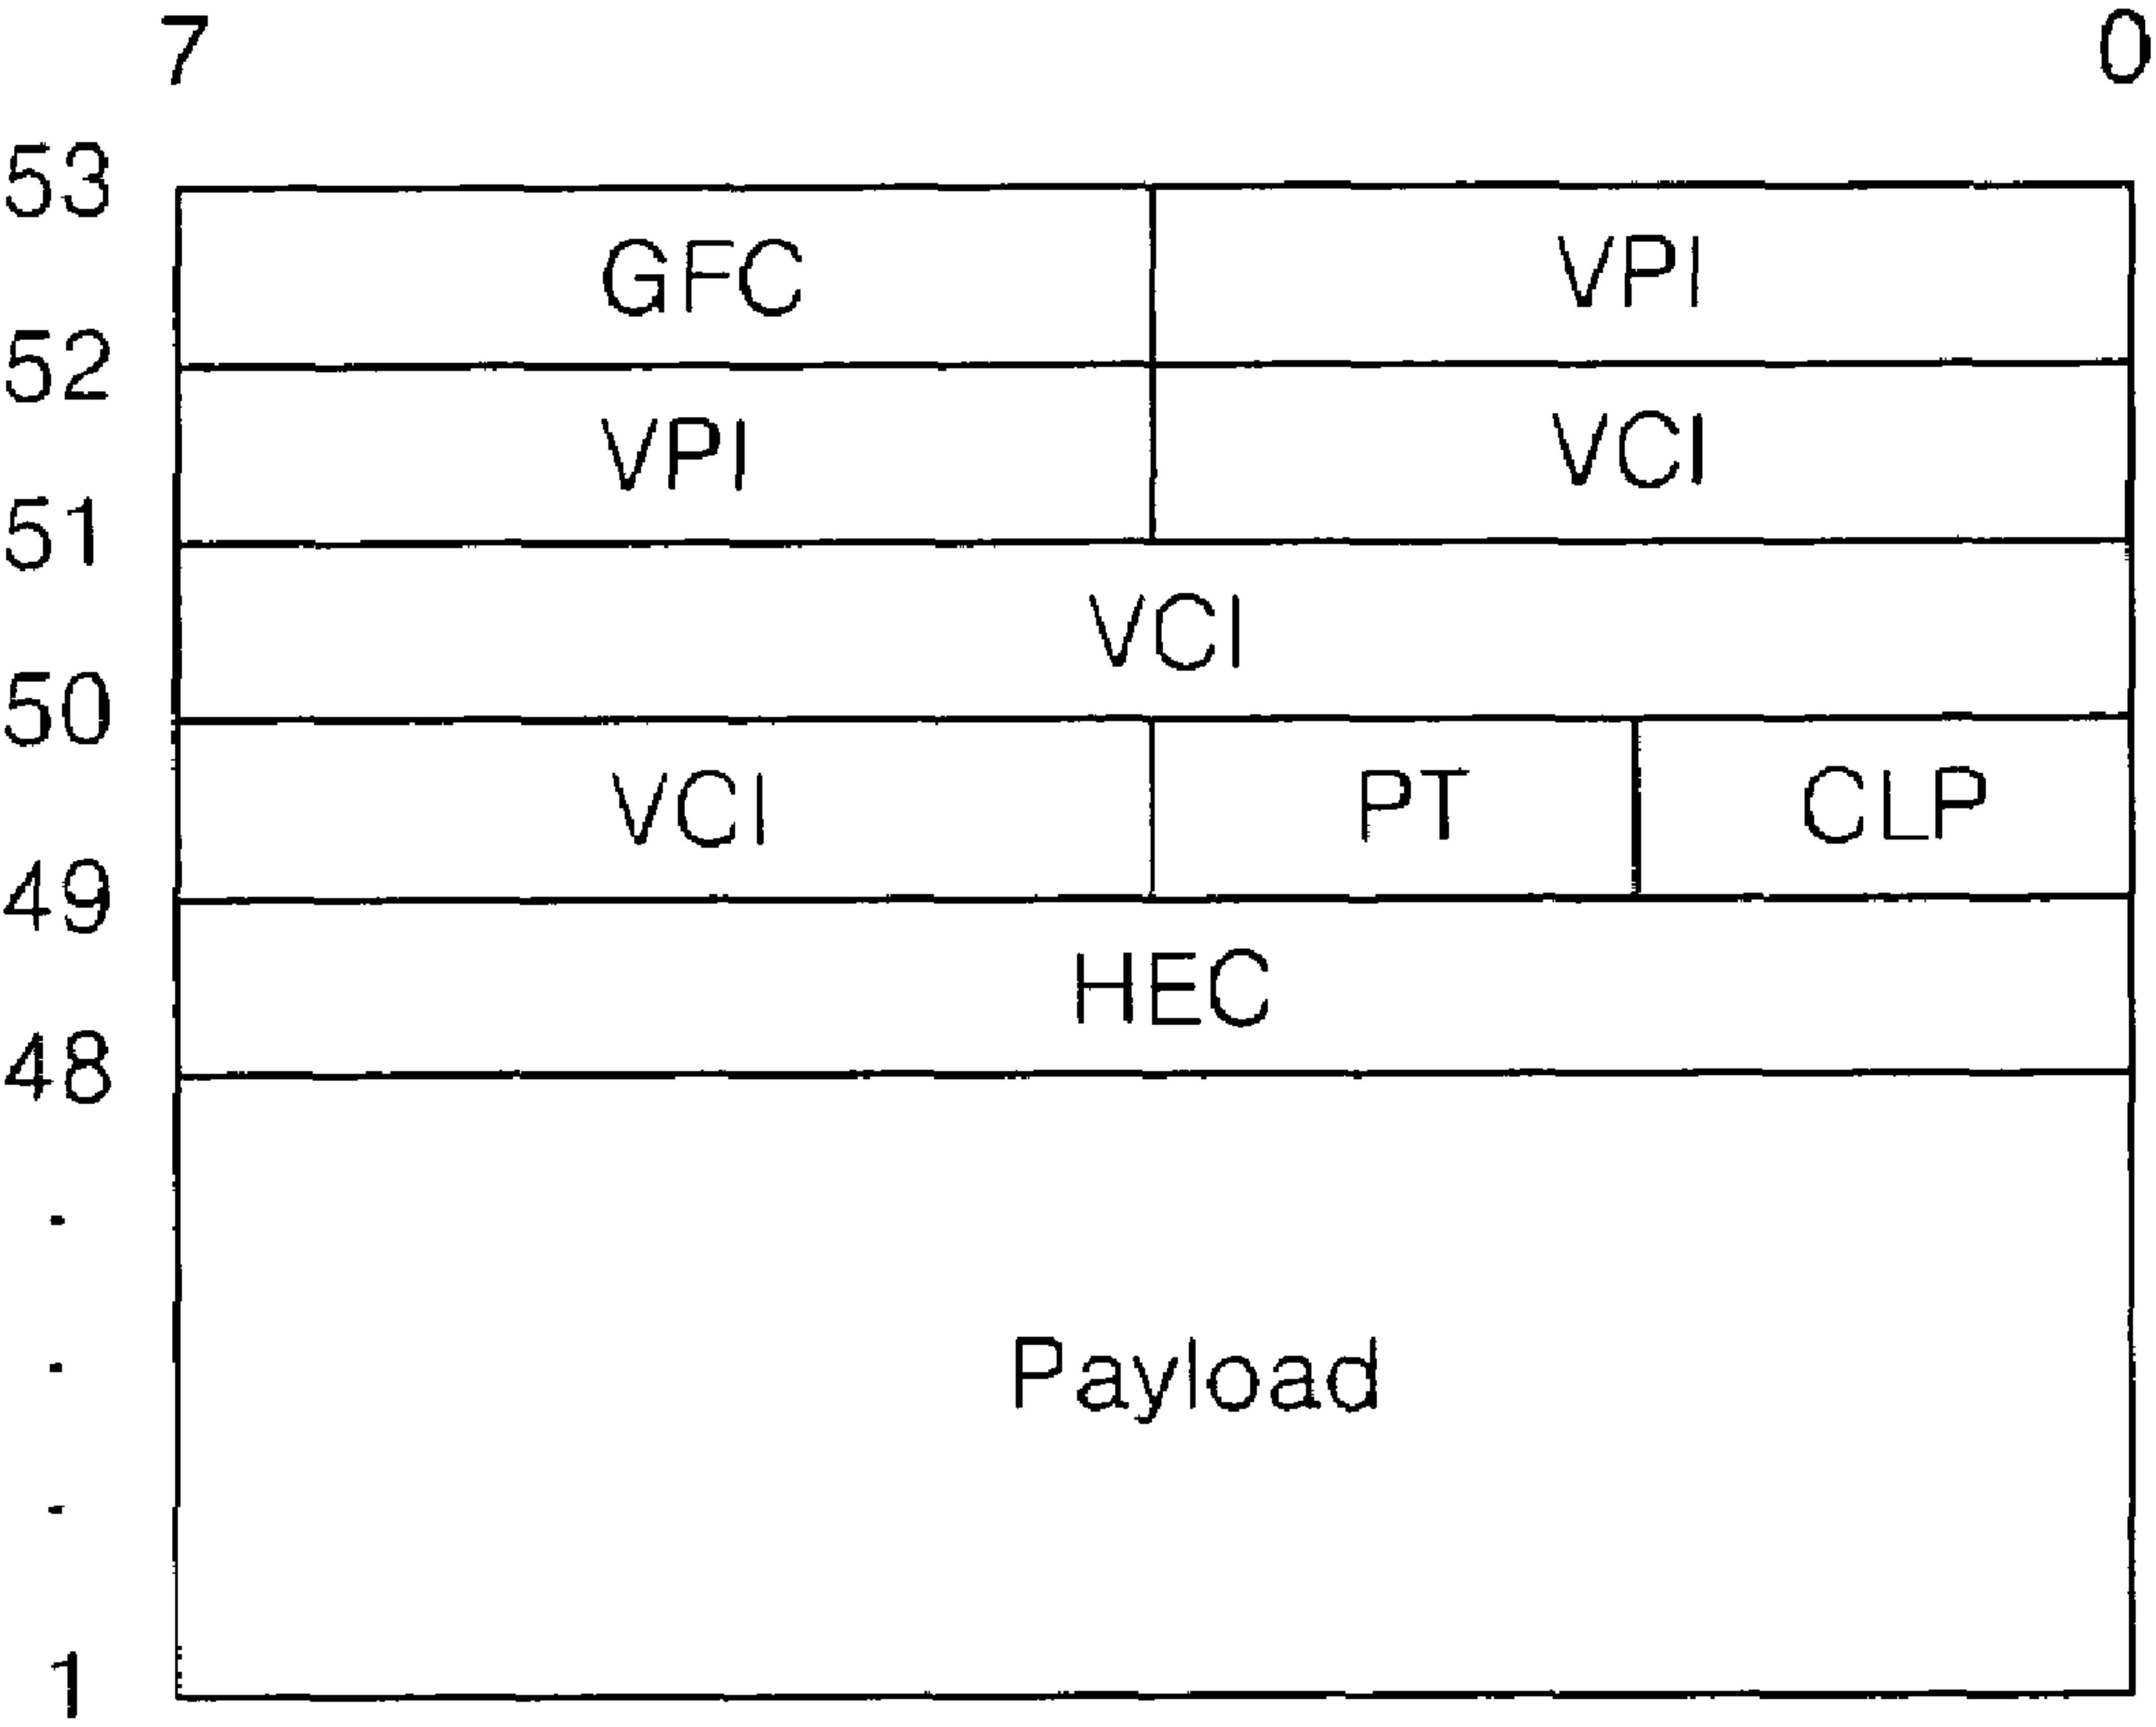 7 0
53
GFC VPI
52
VPI VCI
51
VCI
50
VCI PT CLP
49
HEC
48
Payload
1